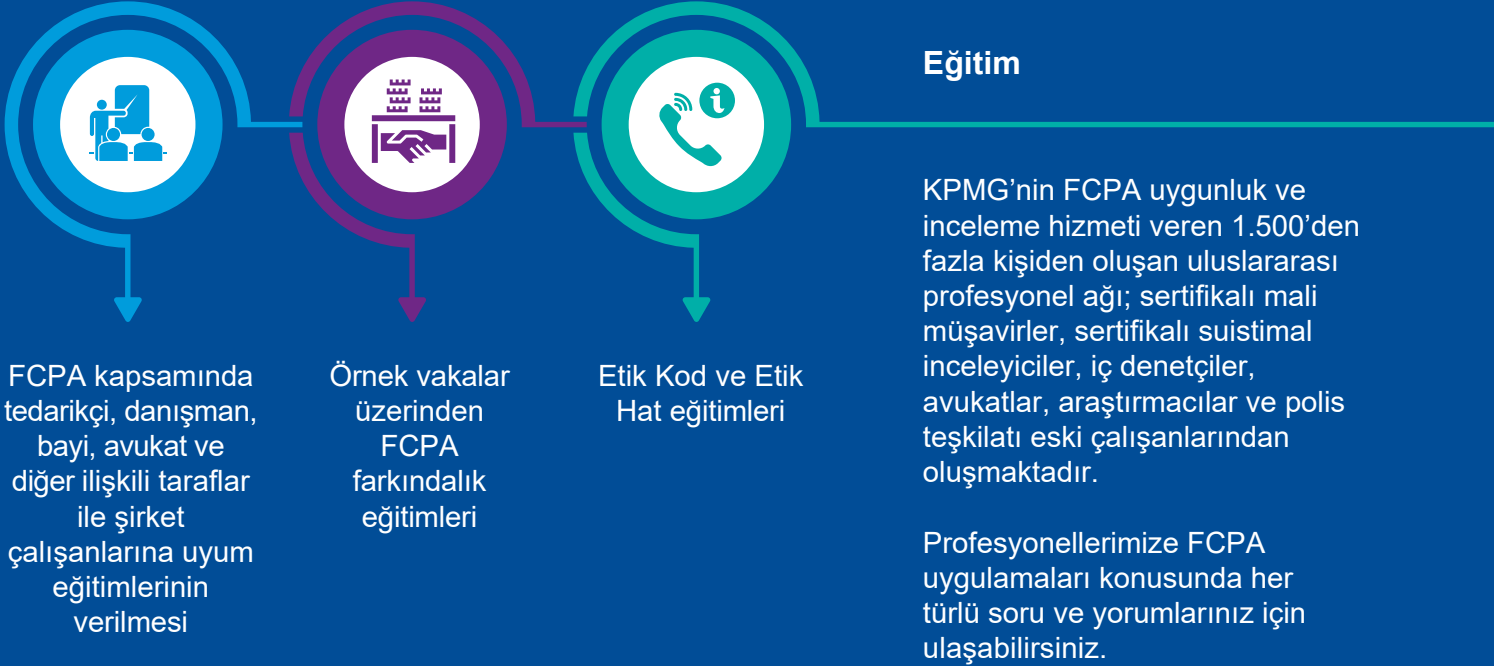 FCPA kapsamında
tedarikçi, danışman,
bayi, avukat ve
diğer ilişkili taraflar
ile şirket
çalışanlarına uyum
eğitimlerinin
verilmesi
Örnek vakalar
üzerinden
FCPA
farkındalık
eğitimleri
Etik Kod ve Etik
Hat eğitimleri
Eğitim
KPMG’nin FCPA uygunluk ve
inceleme hizmeti veren 1.500’den
fazla kişiden oluşan uluslararası
profesyonel ağı; sertifikalı mali
müşavirler, sertifikalı suistimal
inceleyiciler, iç denetçiler,
avukatlar, araştırmacılar ve polis
teşkilatı eski çalışanlarından
oluşmaktadır.
Profesyonellerimize FCPA
uygulamaları konusunda her
türlü soru ve yorumlarınız için
ulaşabilirsiniz.